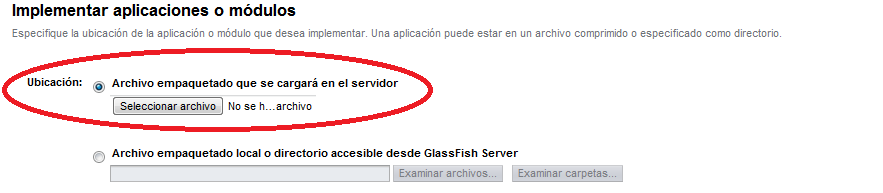 Implementar aplicaciones o módulos
Especifique la ubicación de la aplicación o módulo que desea implementar. Una aplicación puede estar en un archivo comprimido o especificado como directorio.
Ubicación: Archivo empaquetado que se cargará en el servidor
Seleccionar archivo No se h...archivo
Archivo empaquetado local o directorio accesible desde GlassFish Server
Examinar archivos... Examinar carpetas...